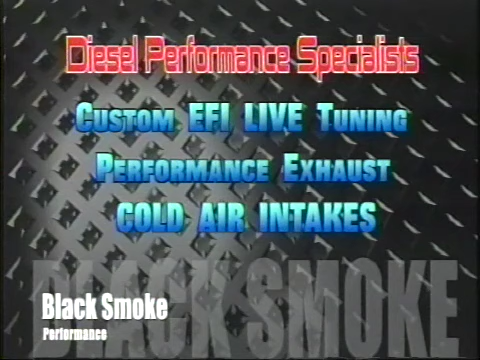 Diesel Performance Specialists
CUSTOM EFI LIVE TUNING
PERFORMANCE EXHAUST
COLD AIR INTAKES
BLACK SMOKE
Black Smoke
Performance